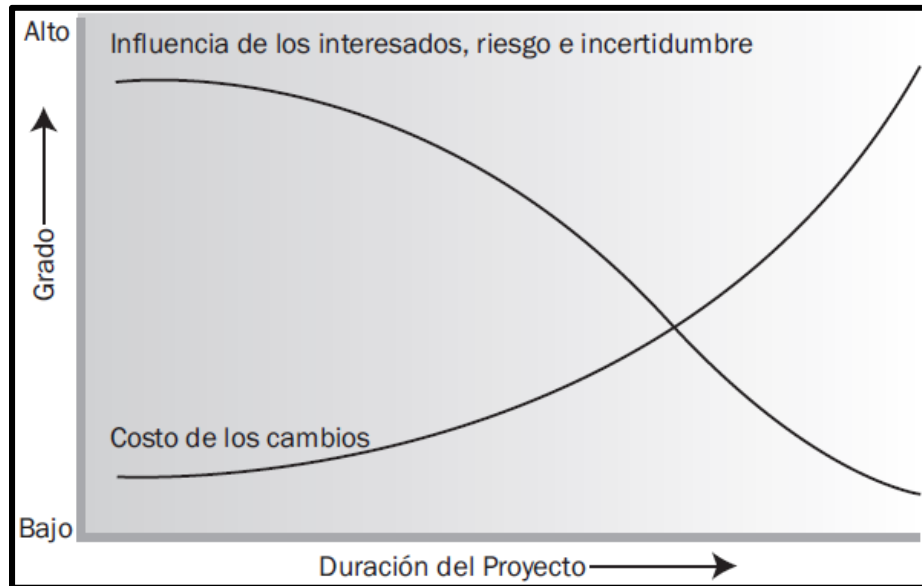 Alto
Influencia de los interesados, riesgo e incertidumbre
Grado
Costo de los cambios
Bajo
Duración del Proyecto